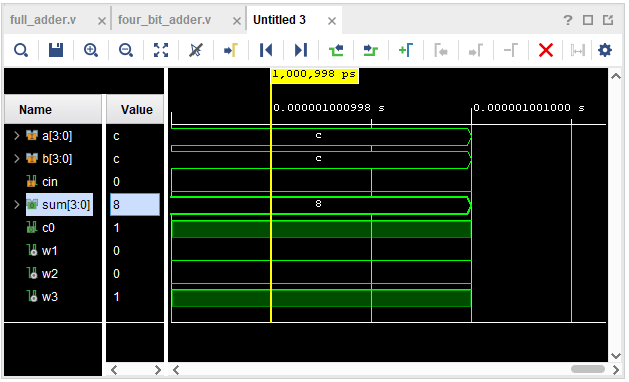 full_adder.v × four_bit_adder.v × Untitled 3 × ?
1,000,998 ps
0.000001000998 s 0.000001001000 s
Name Value
a[3:0] c c
b[3:0] c c
cin 0
sum[3:0] 8 8
c0 1
w1 0
w2 0
w3 1